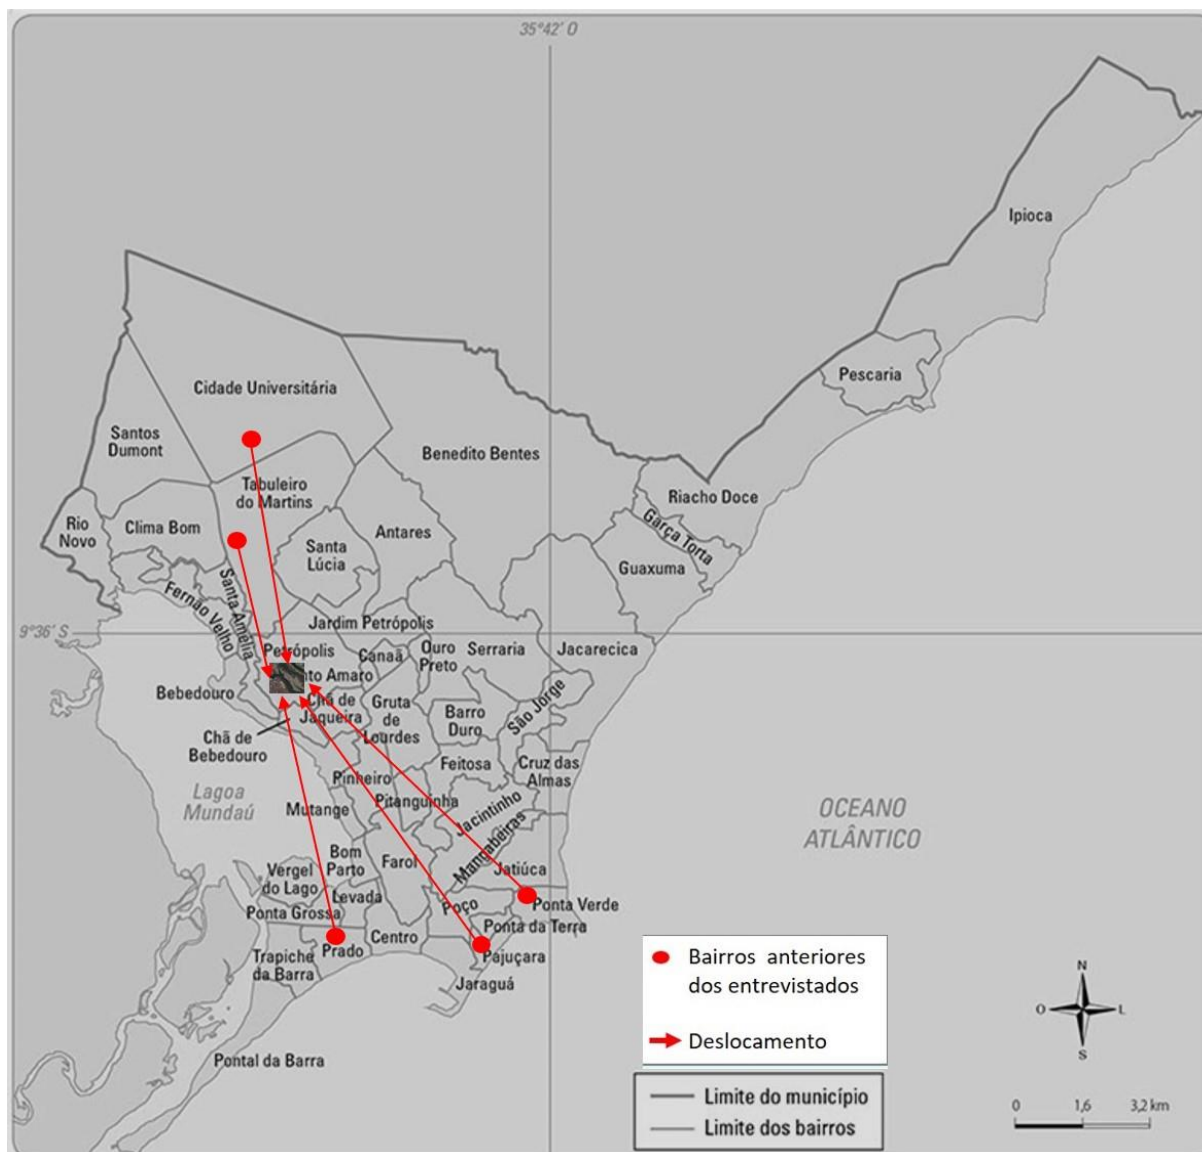 35°42' O
Ipioca
Pescaria
Cidade Universitária
Santos
Dumont
Benedito Bentes
Tabuleiro
do Martins
Riacho Doce
Rio
Novo
Clima Bom
Santa
Lúcia
Antares
Garça Torta
Guaxuma
Fernão Velho
Santa Amélia
9°36' S
Jardim Petrópolis
Petrópolis
Canaã
Ouro
Preto
Serraria
Jacarecica
nto Amaro
Bebedouro
Chã de
Jaqueira
Gruta
de
Lourdes
Barro
Duro
São Jorge
Chã de
Bebedouro
Feitosa
Cruz das
Almas
Pinheiro
Pitanguinha
Lagoa
Mundaú
Mutange
Jacintinho
Mangabeiras
OCEANO
ATLÂNTICO
Bom
Parto
Farol
Jatiúca
Vergel
do Lago
Levada
Poço
Ponta Verde
Ponta Grossa
Ponta da Terra
Prado
Centro
Pajuçara
Trapiche
da Barra
Jaraguá
Pontal da Barra
Bairros anteriores
dos entrevistados
Deslocamento
Limite do município
Limite dos bairros
N
O
L
S
0 1,6 3,2 km